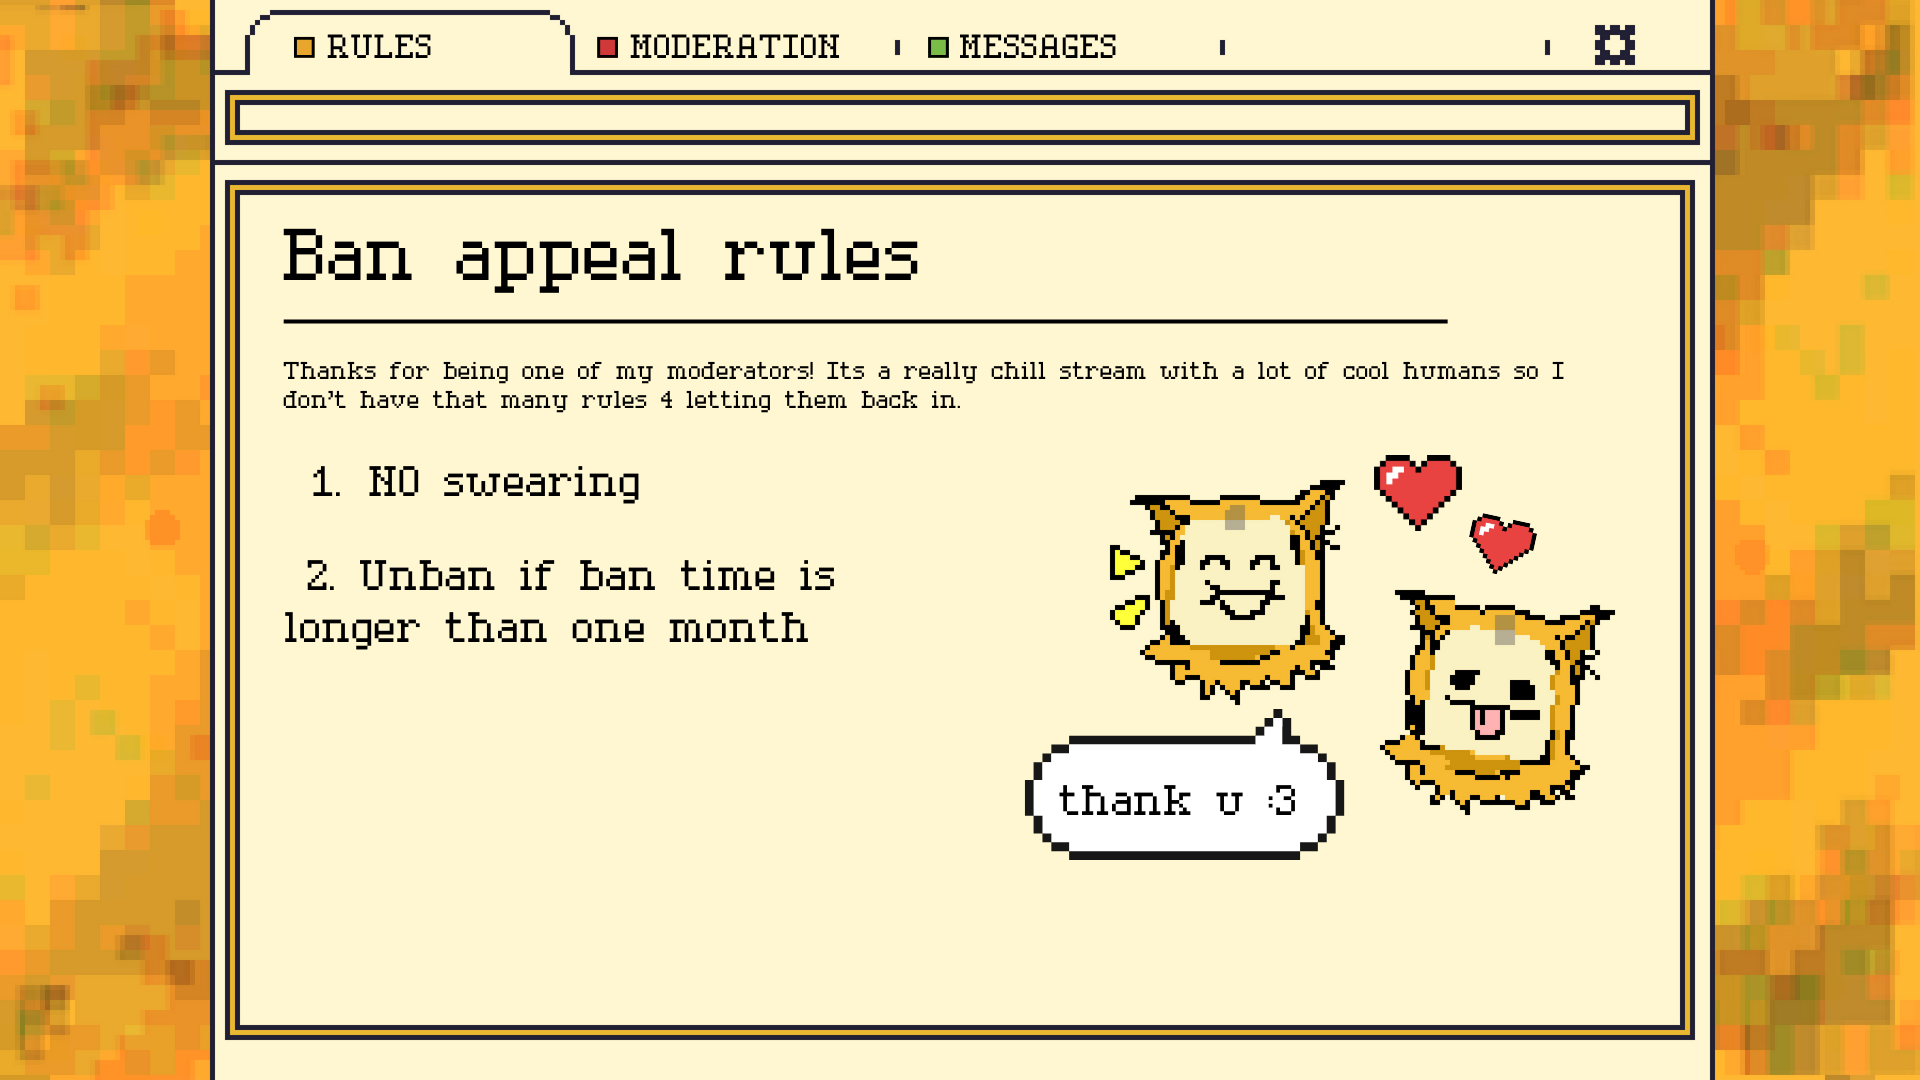 RULES MODERATION MESSAGES
Ban appeal rules
Thanks for being one of my moderators! Its a really chill stream with a lot of cool humans so I
don't have that many rules 4 letting them back in.
1. NO swearing
2. Unban if ban time is
longer than one month
thank u :3